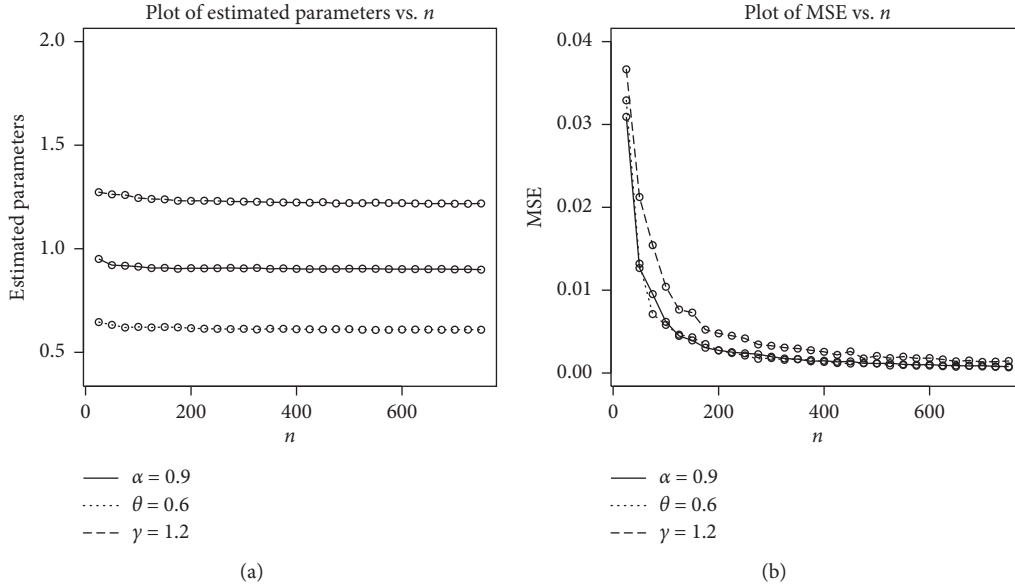 Plot of estimated parameters vs. n
2.0
1.5
1.0
0.5
Estimated parameters
0
200
400
600
n
α = 0.9
θ = 0.6
γ = 1.2
(a)
Plot of MSE vs. n
0.04
0.03
0.02
0.01
0.00
MSE
0
200
400
600
n
α = 0.9
θ = 0.6
γ = 1.2
(b)